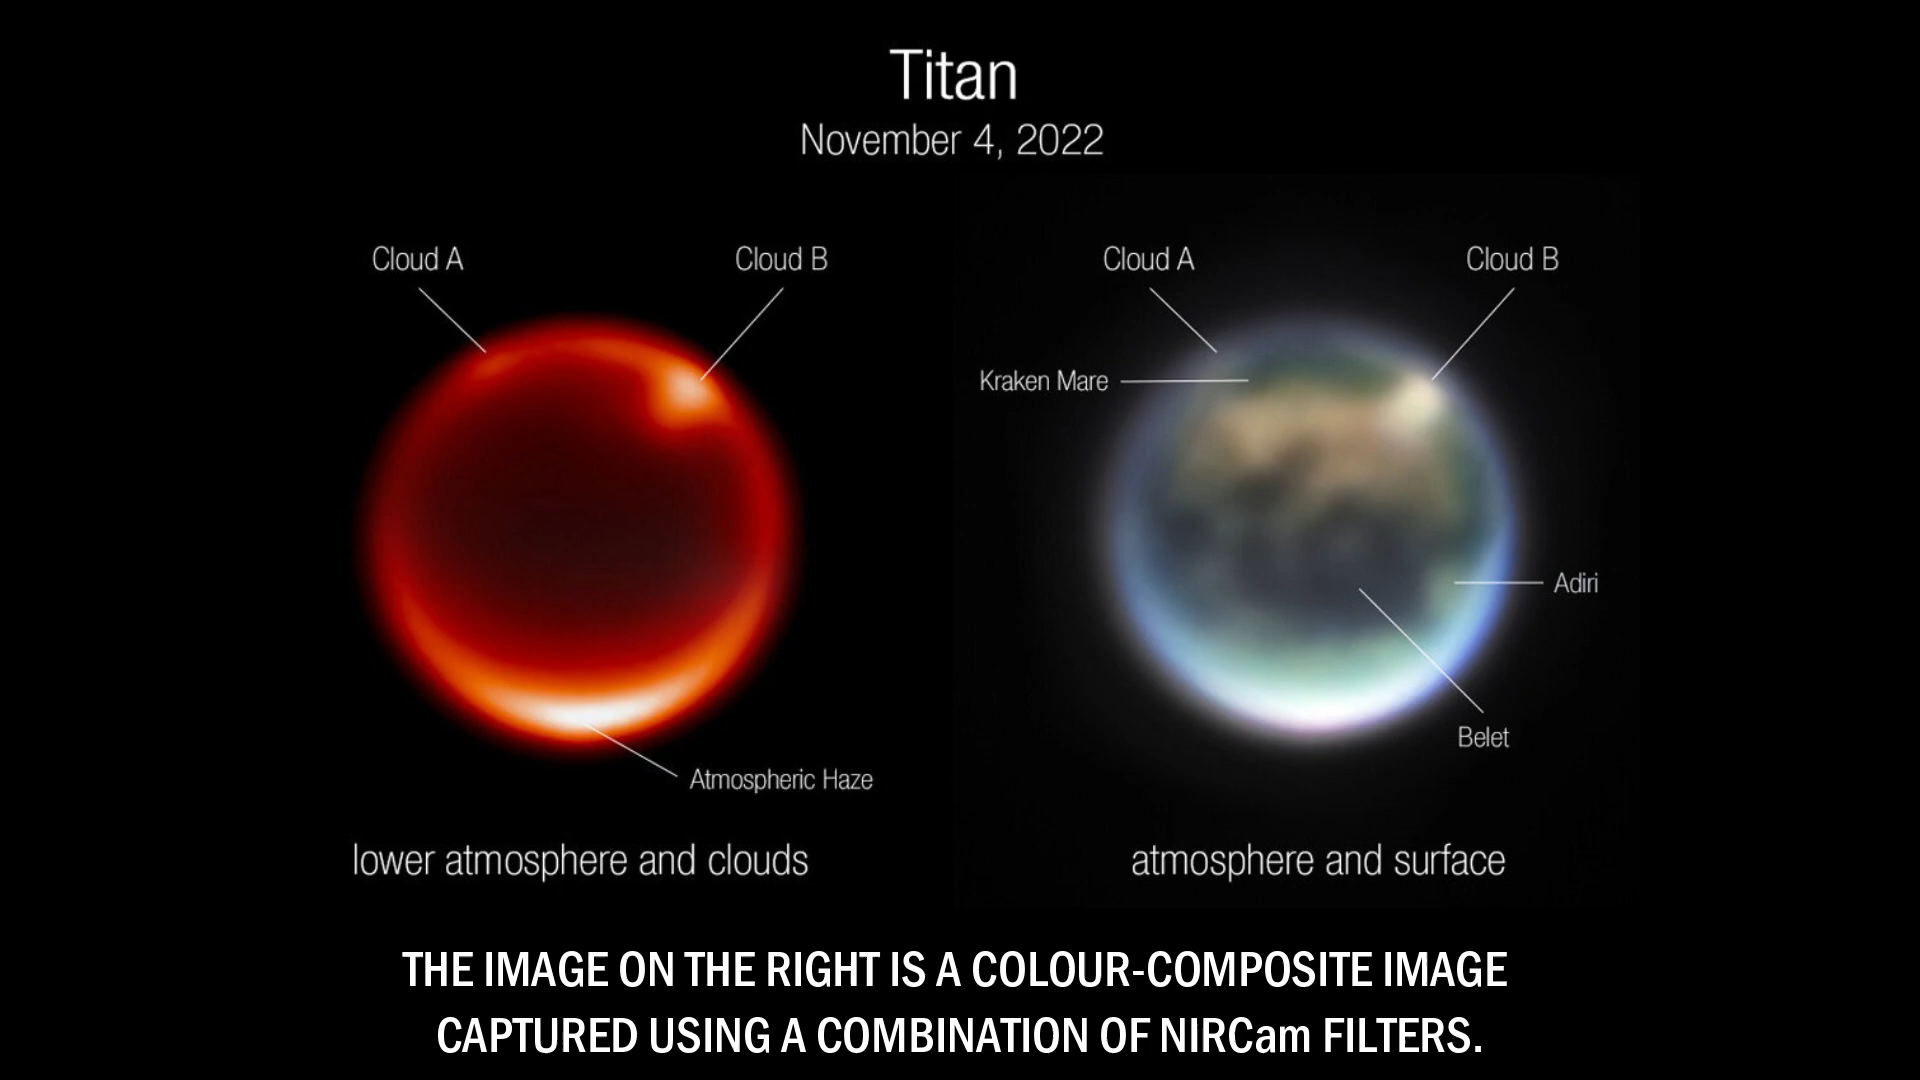 Titan
November 4, 2022
Cloud A
Cloud B
Atmospheric Haze
lower atmosphere and clouds
Cloud A
Cloud B
Kraken Mare
Adiri
Belet
atmosphere and surface
THE IMAGE ON THE RIGHT IS A COLOUR-COMPOSITE IMAGE
CAPTURED USING A COMBINATION OF NIRCam FILTERS.